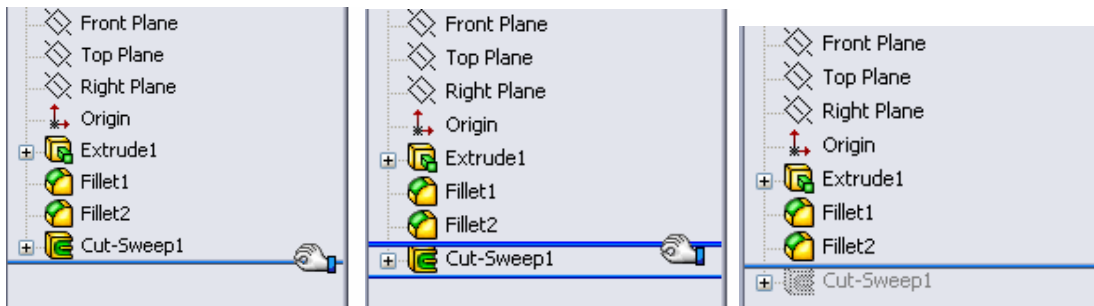 Front Plane
Top Plane
Right Plane
Origin
Extrude1
Fillet1
Fillet2
Cut-Sweep1
Front Plane
Top Plane
Right Plane
Origin
Extrude1
Fillet1
Fillet2
Cut-Sweep1
Front Plane
Top Plane
Right Plane
Origin
Extrude1
Fillet1
Fillet2
Cut-Sweep1